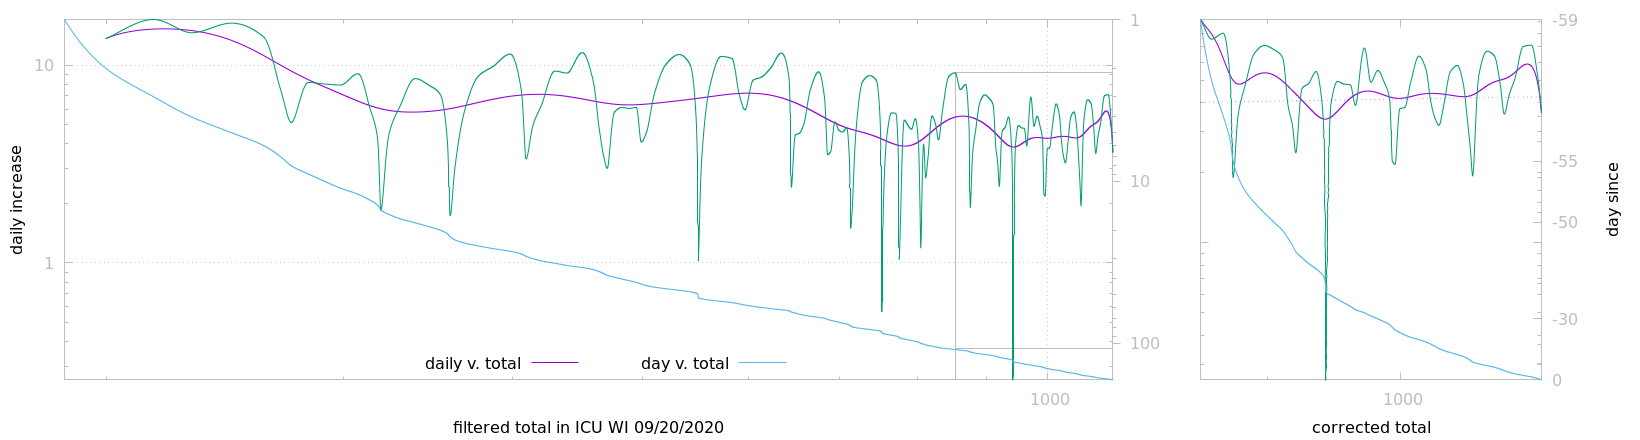 10
1
daily increase
daily v. total
day v. total
1
10
100
1000
filtered total in ICU WI 09/20/2020
-59
-55
-50
-30
0
day since
1000
corrected total